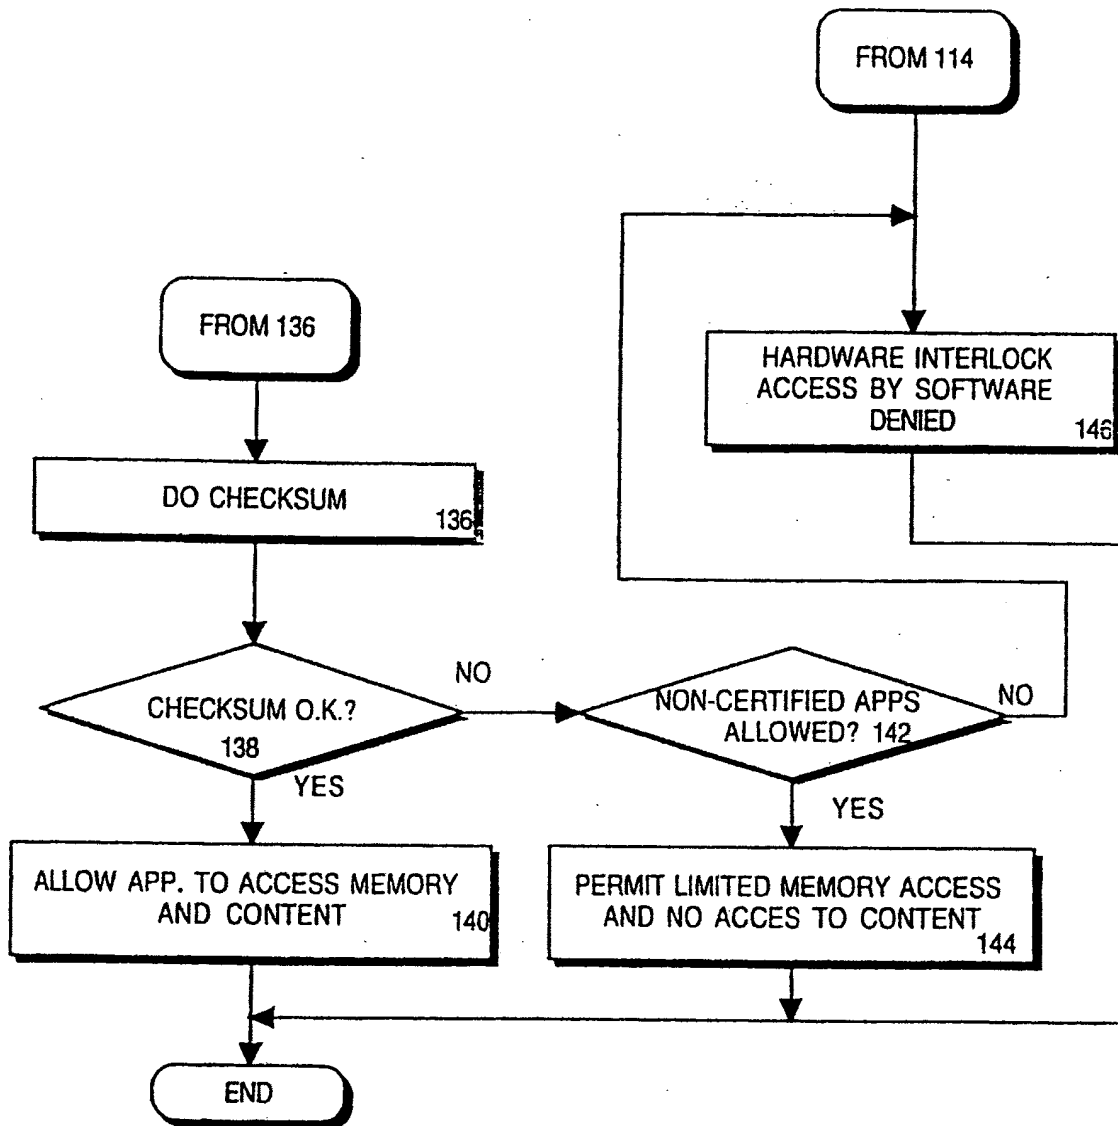 FROM 114
FROM 136
HARDWARE INTERLOCK
ACCESS BY SOFTWARE
DENIED
146
DO CHECKSUM
136
CHECKSUM O.K.?
138
NO
YES
NON-CERTIFIED APPS
ALLOWED? 142
NO
YES
ALLOW APP. TO ACCESS MEMORY
AND CONTENT
140
PERMIT LIMITED MEMORY ACCESS
AND NO ACCES TO CONTENT
144
END